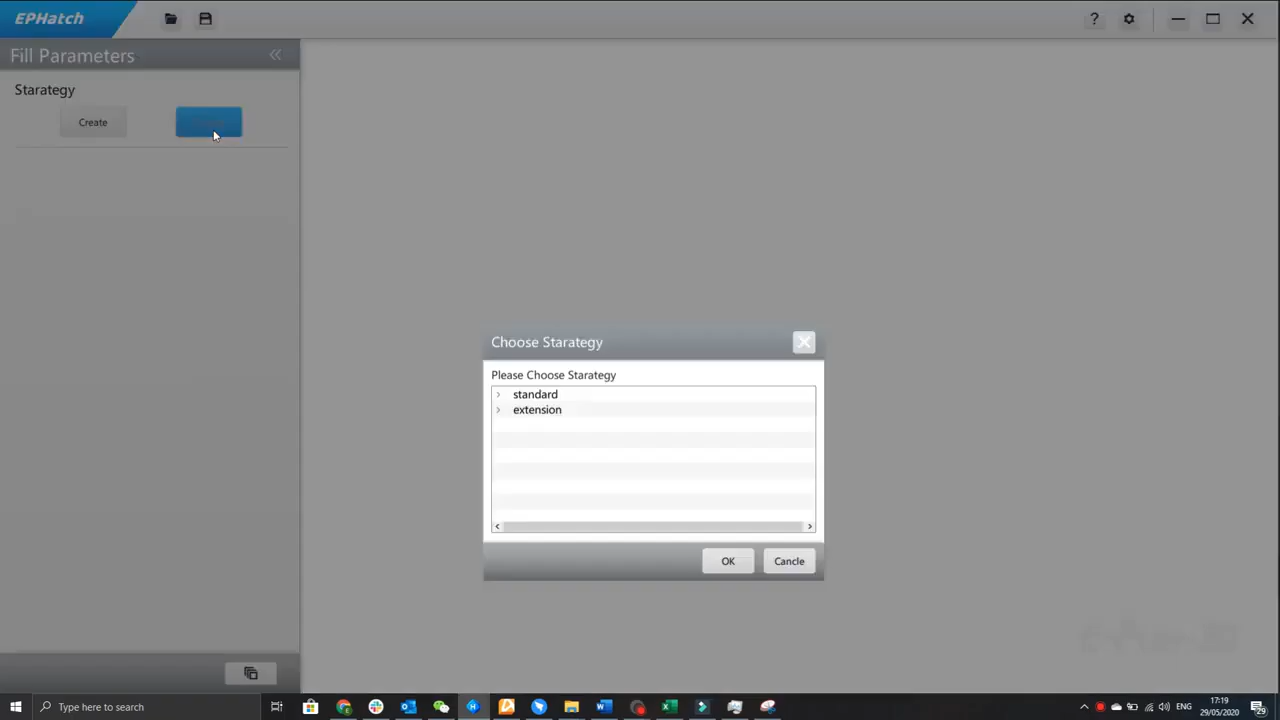 EPHatch
?
Fill Parameters
Starategy
Create
Choose Starategy
Please Choose Starategy
standard
extension
OK
Cancle
Type here to search
ENG
17:19
29/05/2020
29